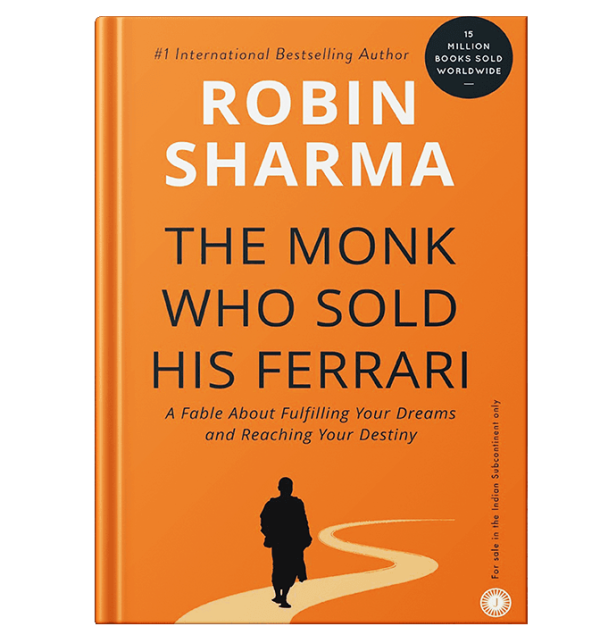 #1 International Bestselling Author
15
MILLION
BOOKS SOLD
WORLDWIDE
ROBIN
SHARMA
THE MONK
WHO SOLD
HIS FERRARI
A Fable About Fulfilling Your Dreams
and Reaching Your Destiny
For sale in the Indian Subcontinent only
J